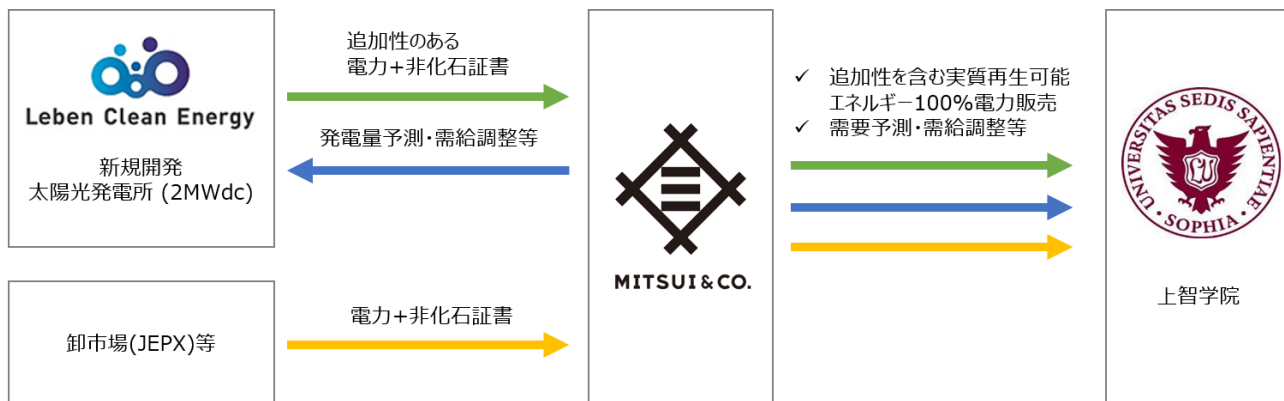 Leben Clean Energy
新規開発
太陽光発電所 (2MWdc)
追加性のある
電力+非化石証書
発電量予測・需給調整等
卸市場(JEPX)等
電力+非化石証書
MITSUI & CO.
✓ 追加性を含む実質再生可能
エネルギー100%電力販売
✓ 需要予測・需給調整等
UNIVERSITAS SEDIS SAPIENTIAE
SOPHIA
上智学院